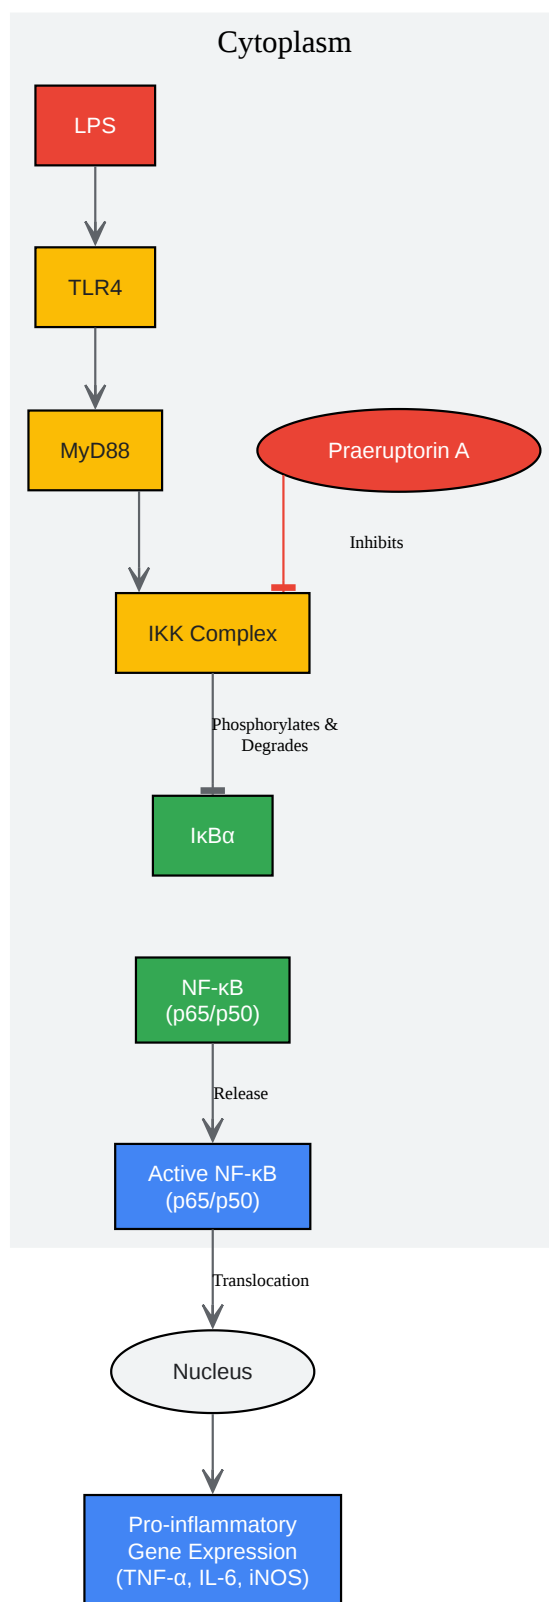 Cytoplasm
LPS
TLR4
MyD88
Praeruptorin A
Inhibits
IKK Complex
Phosphorylates &
Degrades
IκBα
NF-κB
(p65/p50)
Release
Active NF-κB
(p65/p50)
Translocation
Nucleus
Pro-inflammatory
Gene Expression
(TNF-α, IL-6, iNOS)